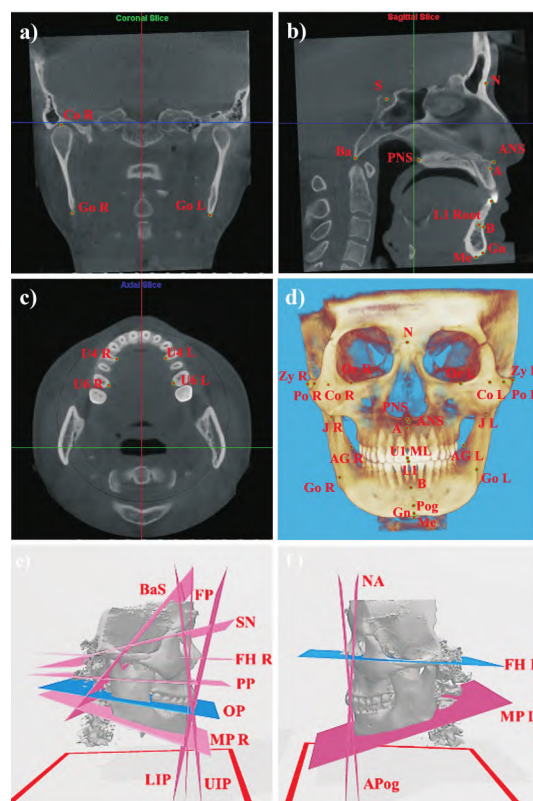 Coronal Slice
a)
Co R
Go R
Go L
Sagittal Slice
b)
S
N
Ba
PNS
ANS
A
L1 Root
B
Gn
Me
Axial Slice
c)
U4 R
U4 L
U6 R
U6 L
d)
N
Or R
Or L
Zy R
Zy L
Po R
Co R
Co L
Po L
PNS
ANS
A
J R
J L
U1 ML
AG R
AG L
L1
Go R
B
Go L
Pog
Gn
Me
e)
BaS
FP
SN
FH R
PP
OP
MP R
LIP
UIP
f)
NA
FH
MP L
APog